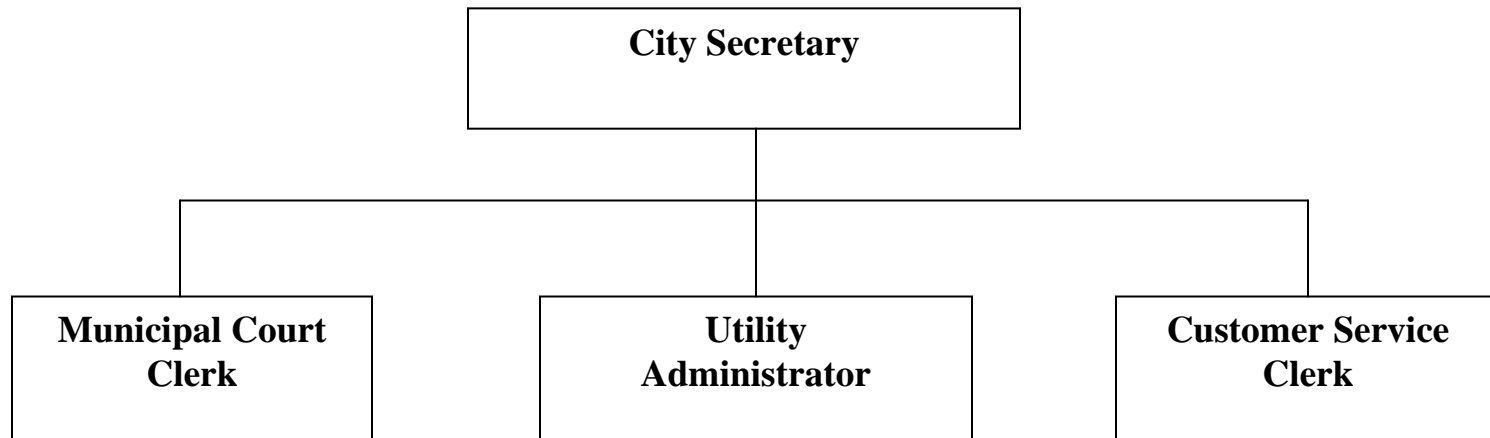 City Secretary
Municipal Court
Clerk
Utility
Administrator
Customer Service
Clerk